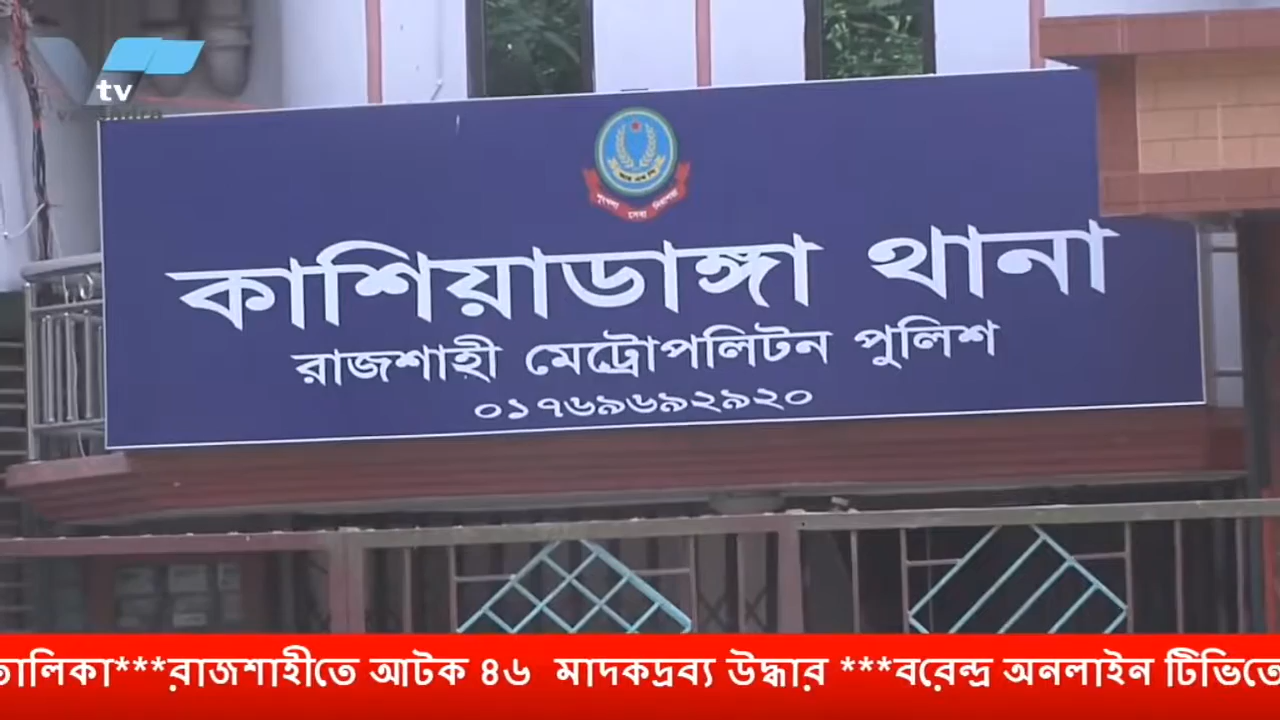 tv
কাশিয়াডাঙ্গা থানা
রাজশাহী মেট্রোপলিটন পুলিশ
০১৭৬৯৬৯২৯২০
তালিকা***রাজশাহীতে আটক ৪৬ মাদকদ্রব্য উদ্ধার ***বরেন্দ্র অনলাইন টিভিতে